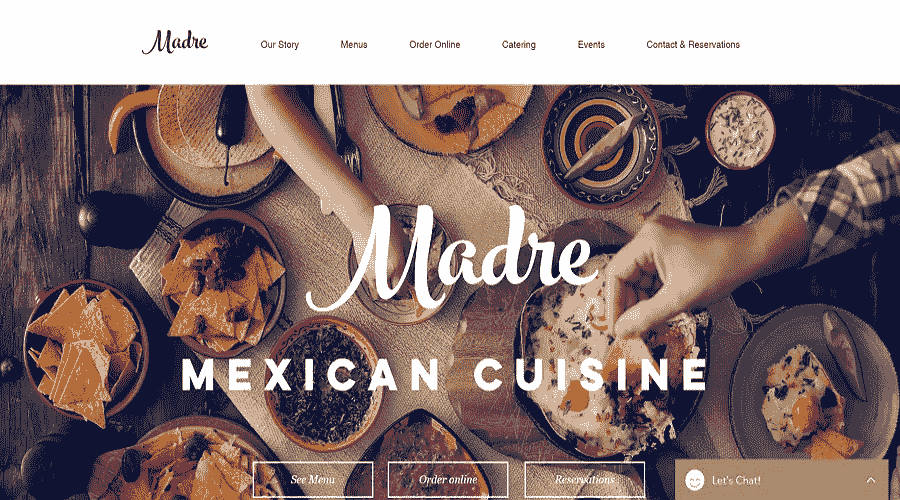 Madre
Our Story
Menus
Order Online
Catering
Events
Contact & Reservations
Madre
MEXICAN CUISINE
See Menu
Order online
Reservations
Let's Chat!